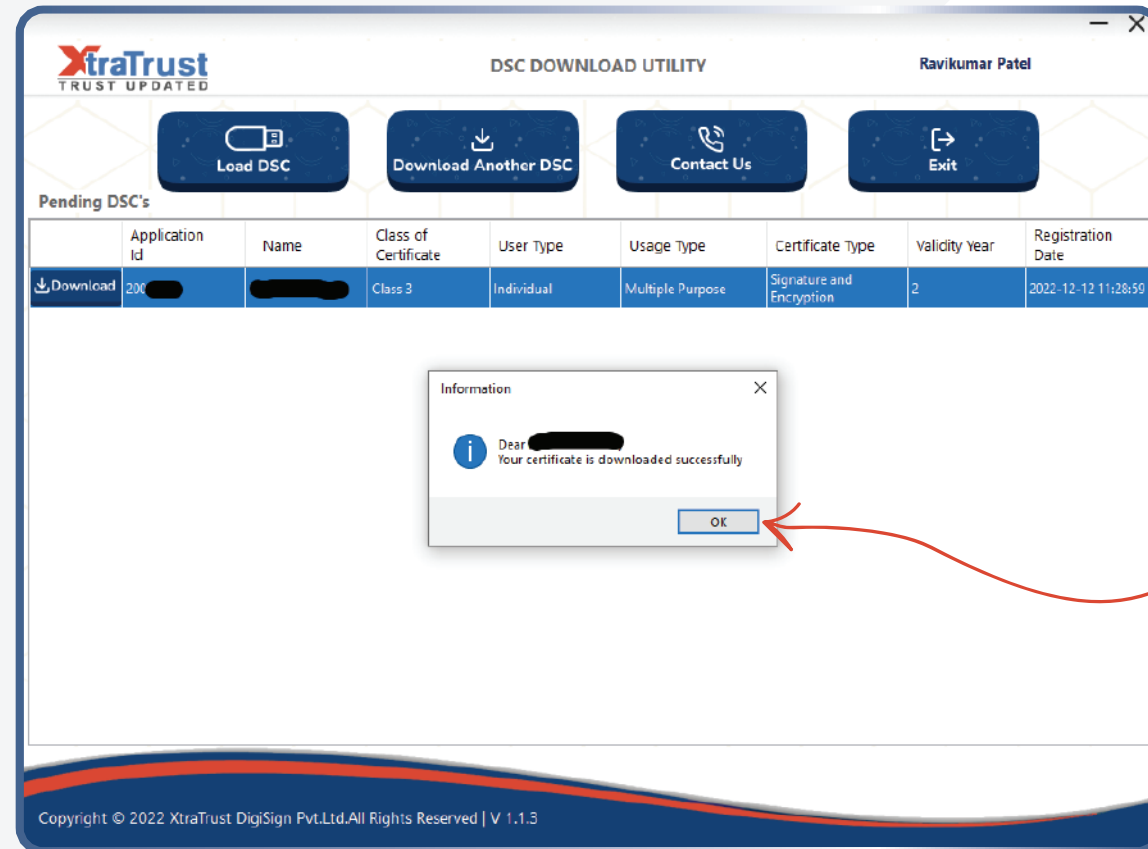 XtraTrust
TRUST UPDATED
DSC DOWNLOAD UTILITY
Ravikumar Patel
Load DSC
Download Another DSC
Contact Us
Exit
Pending DSC's
Application
Id
Name
Class of
Certificate
User Type
Usage Type
Certificate Type
Validity Year
Registration
Date
Download
200
Class 3
Individual
Multiple Purpose
Signature and
Encryption
2
2022-12-12 11:28:59
Information
Dear
Your certificate is downloaded successfully
OK
Copyright © 2022 XtraTrust DigiSign Pvt.Ltd.All Rights Reserved | V 1.1.3